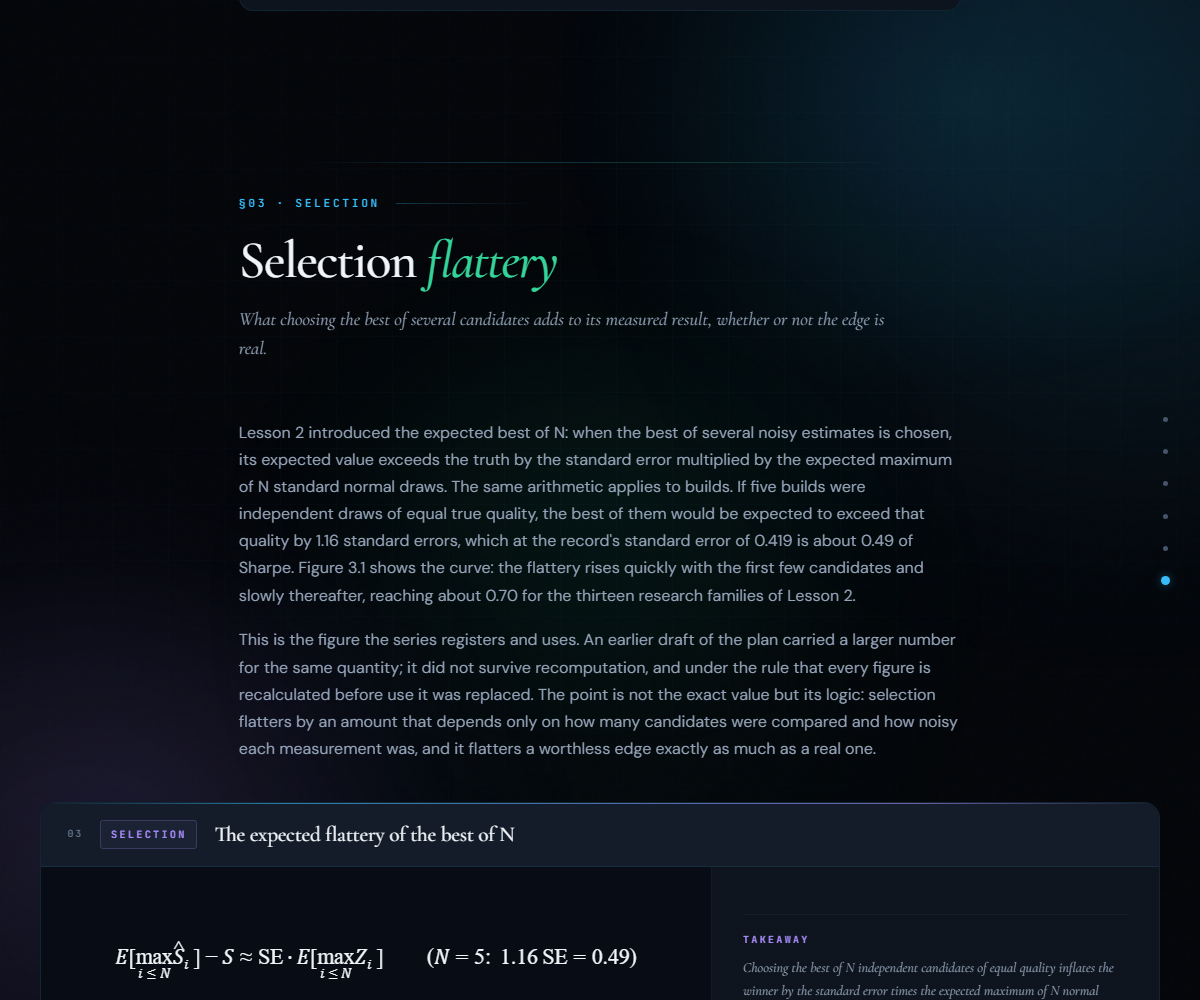 §03 · SELECTION
Selection flattery
What choosing the best of several candidates adds to its measured result, whether or not the edge is
real.
Lesson 2 introduced the expected best of N: when the best of several noisy estimates is chosen,
its expected value exceeds the truth by the standard error multiplied by the expected maximum
of N standard normal draws. The same arithmetic applies to builds. If five builds were
independent draws of equal true quality, the best of them would be expected to exceed that
quality by 1.16 standard errors, which at the record's standard error of 0.419 is about 0.49 of
Sharpe. Figure 3.1 shows the curve: the flattery rises quickly with the first few candidates and
slowly thereafter, reaching about 0.70 for the thirteen research families of Lesson 2.
This is the figure the series registers and uses. An earlier draft of the plan carried a larger number
for the same quantity; it did not survive recomputation, and under the rule that every figure is
recalculated before use it was replaced. The point is not the exact value but its logic: selection
flatters by an amount that depends only on how many candidates were compared and how noisy
each measurement was, and it flatters a worthless edge exactly as much as a real one.
03 SELECTION The expected flattery of the best of N
E[max_{i ≤ N} Ŝ_i] − S ≈ SE · E[max_{i ≤ N} Z_i] (N = 5: 1.16 SE = 0.49)
TAKEAWAY
Choosing the best of N independent candidates of equal quality inflates the
winner by the standard error times the expected maximum of N normal